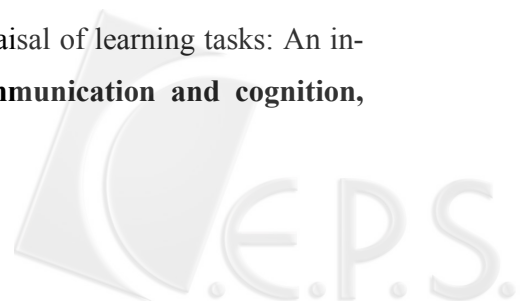 aisal of learning tasks: An in-
nmunication and cognition,
C.E.P.S.